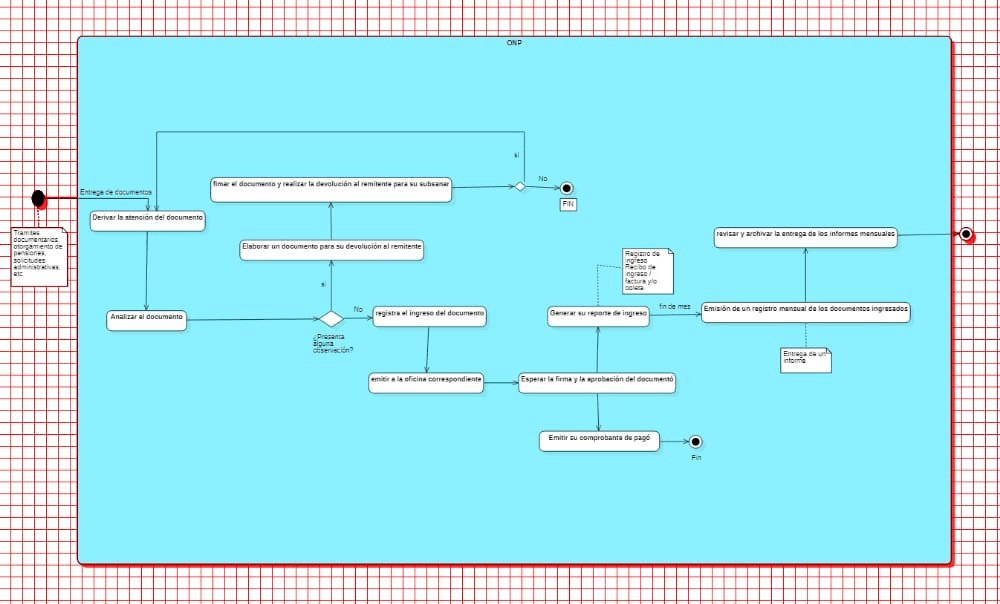 ONP
si
No
fimar el documento y realizar la devolución al remitente para su subsanar
FIN
Entrega de documentos
Derivar la atención del documento
Tramites
documentarios,
otorgamiento de
pensiones,
solicitudes
administrativas,
etc
Elaborar un documento para su devolución al remitente
revisar y archivar la entrega de los informes mensuales
Registro de
ingreso
Recibo de
ingreso /
factura y/o
boleta
si
No
fin de mes
Analizar el documento
registra el ingreso del documento
Generar su reporte de ingreso
Emisión de un registro mensual de los documentos ingresados
¿Presenta
alguna
observación?
Entrega de un
informe
emitir a la oficina correspondiente
Esperar la firma y la aprobación del documentó
Emitir su comprobante de pagó
Fin